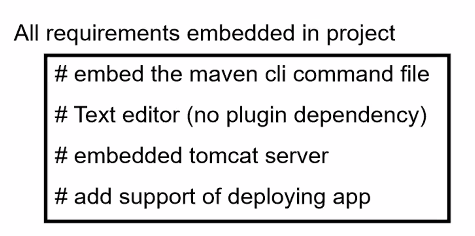 All requirements embedded in project
# embed the maven cli command file
# Text editor (no plugin dependency)
# embedded tomcat server
# add support of deploying app